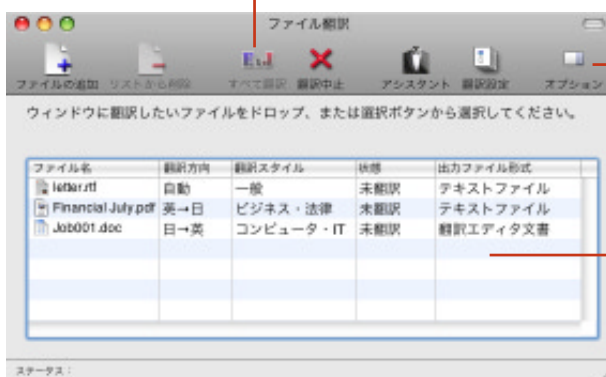 ファイル翻訳
ファイルの追加 リストから削除 すべて翻訳 翻訳中止 アシスタント 翻訳設定 オプション
ウィンドウに翻訳したいファイルをドロップ、または選択ボタンから選択してください。
ファイル名 翻訳方向 翻訳スタイル 状態 出力ファイル形式
letter.rtf 自動 一般 未翻訳 テキストファイル
Financial July.pdf 英→日 ビジネス・法律 未翻訳 テキストファイル
Job001.doc 日→英 コンピュータ・IT 未翻訳 翻訳エディタ文書
ステータス：